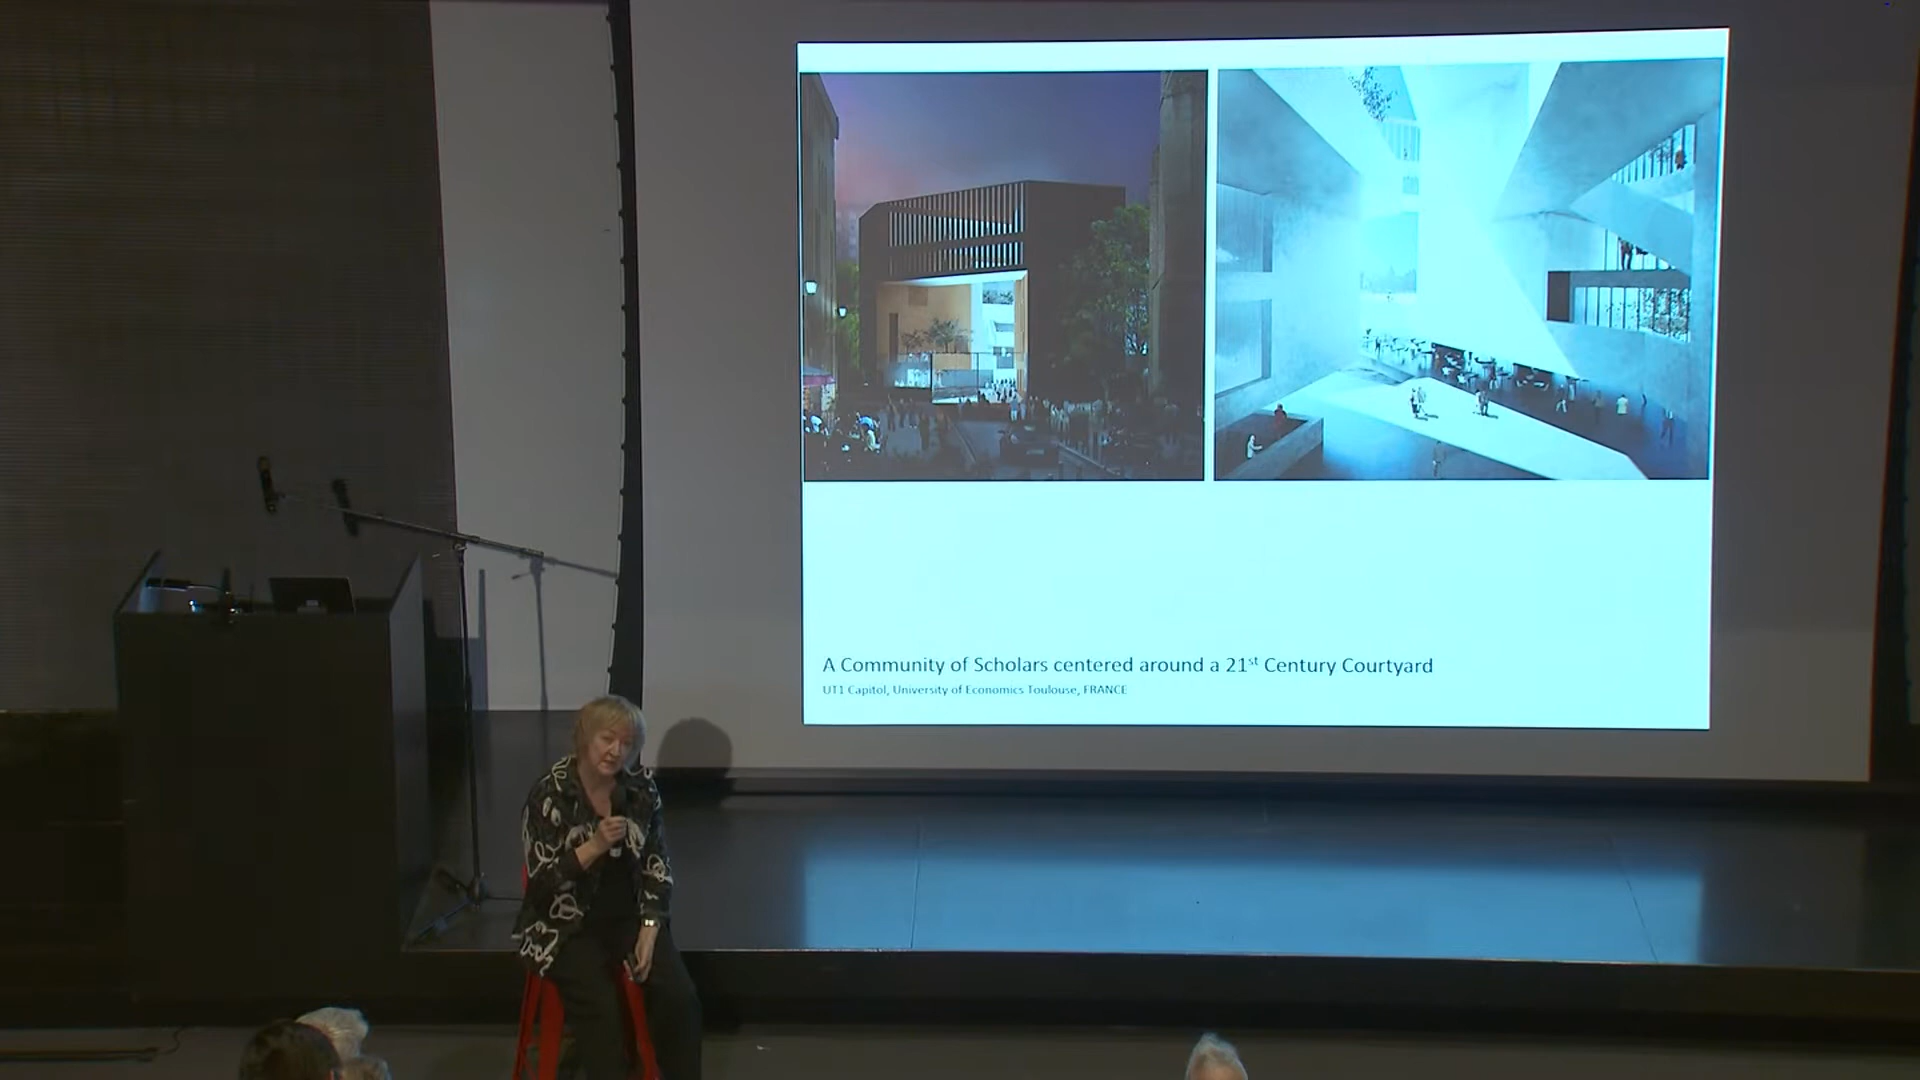 A Community of Scholars centered around a 21st Century Courtyard
UT1 Capitol, University of Economics Toulouse, FRANCE